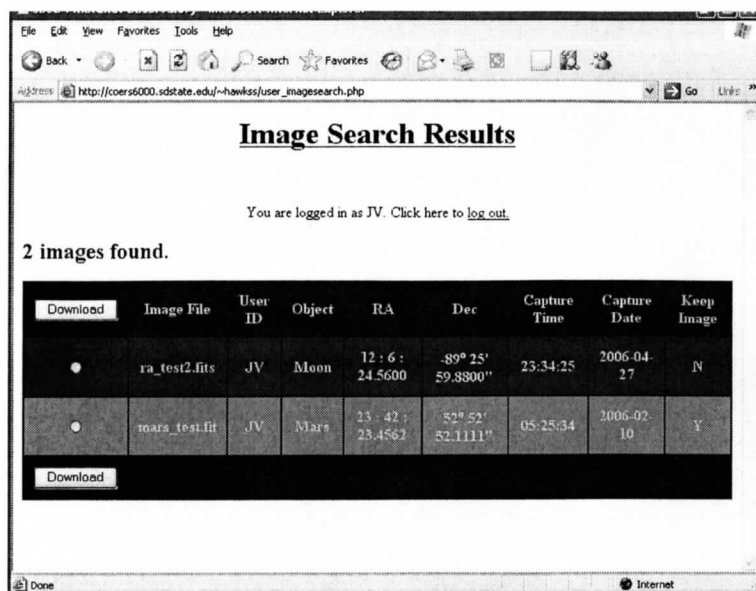 File Edit View Favorites Tools Help
Back Search Favorites
Address http://coers6000.sdstate.edu/~hawkss/user_imagesearch.php Go Links »
Image Search Results
You are logged in as JV. Click here to log out.
2 images found.
Download Image File User ID Object RA Dec Capture Time Capture Date Keep Image
ra_test2.fits JV Moon 12 : 6 : 24.5600 -89° 25' 59.8800" 23:34:25 2006-04-27 N
mars_test.fit JV Mars 23 : 42 : 23.4562 52° 52' 52.1111" 05:25:34 2006-02-10 Y
Download
Done Internet